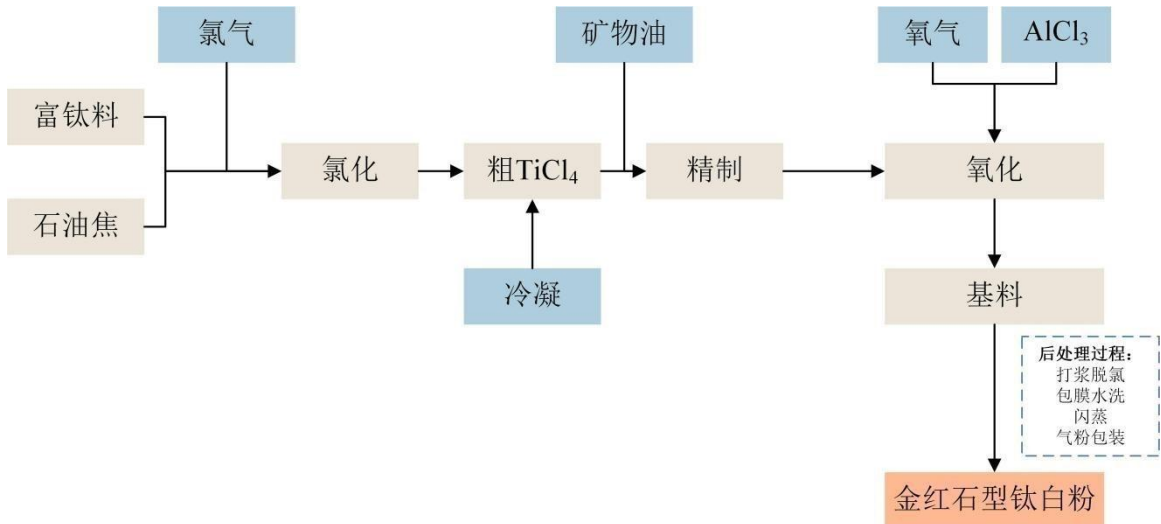 氯气
矿物油
氧气
AlCl₃
富钛料
石油焦
氯化
粗TiCl₄
精制
氧化
冷凝
基料
后处理过程:
打浆脱氯
包膜水洗
闪蒸
气粉包装
金红石型钛白粉